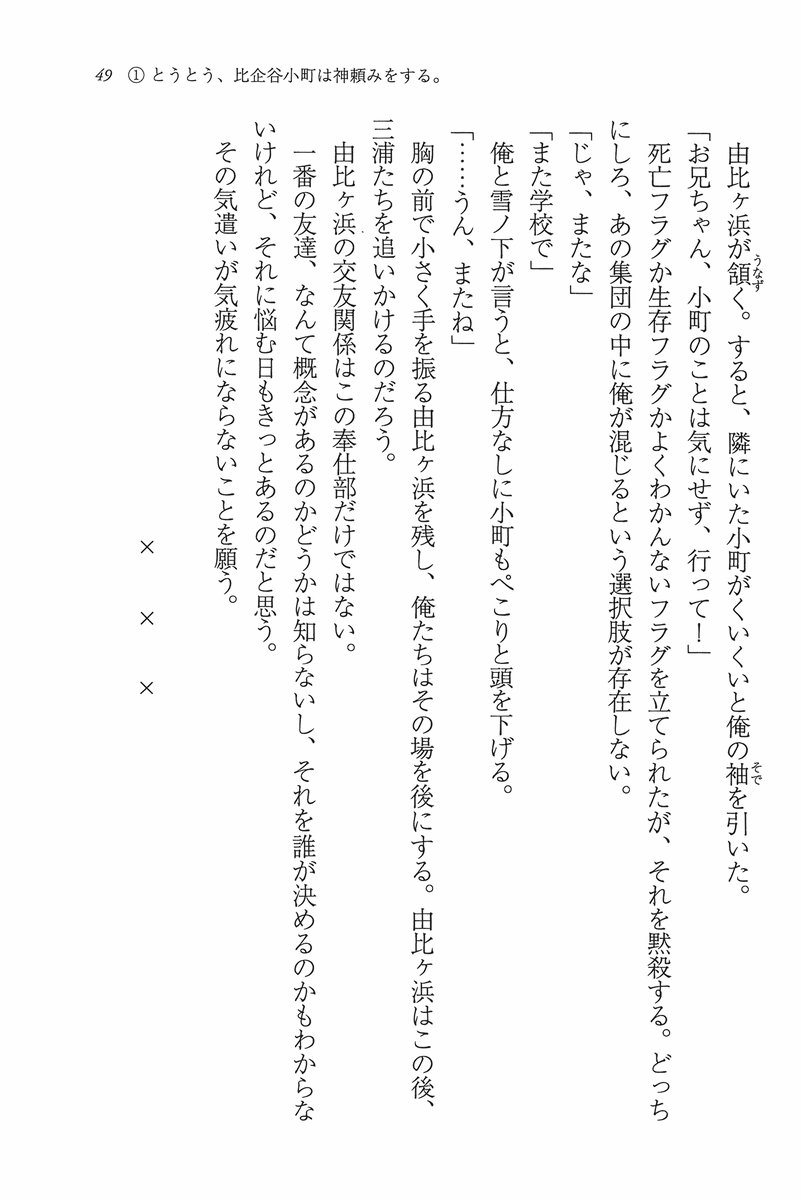 49 ① とうとう、比企谷小町は神頼みをする。
由比ヶ浜が頷く。すると、隣にいた小町がくいくいと俺の袖を引いた。
「お兄ちゃん、小町のことは気にせず、行って！」
死亡フラグか生存フラグかよくわかんないフラグを立てられたが、それを黙殺する。どっち
にしろ、あの集団の中に俺が混じるという選択肢が存在しない。
「じゃ、またな」
「また学校で」
俺と雪ノ下が言うと、仕方なしに小町もぺこりと頭を下げる。
「……うん、またね」
胸の前で小さく手を振る由比ヶ浜を残し、俺たちはその場を後にする。由比ヶ浜はこの後、
三浦たちを追いかけるのだろう。
由比ヶ浜の交友関係はこの奉仕部だけではない。
一番の友達、なんて概念があるのかどうかは知らないし、それを誰が決めるのかもわからな
いけれど、それに悩む日もきっとあるのだと思う。
その気遣いが気疲れにならないことを願う。
× × ×